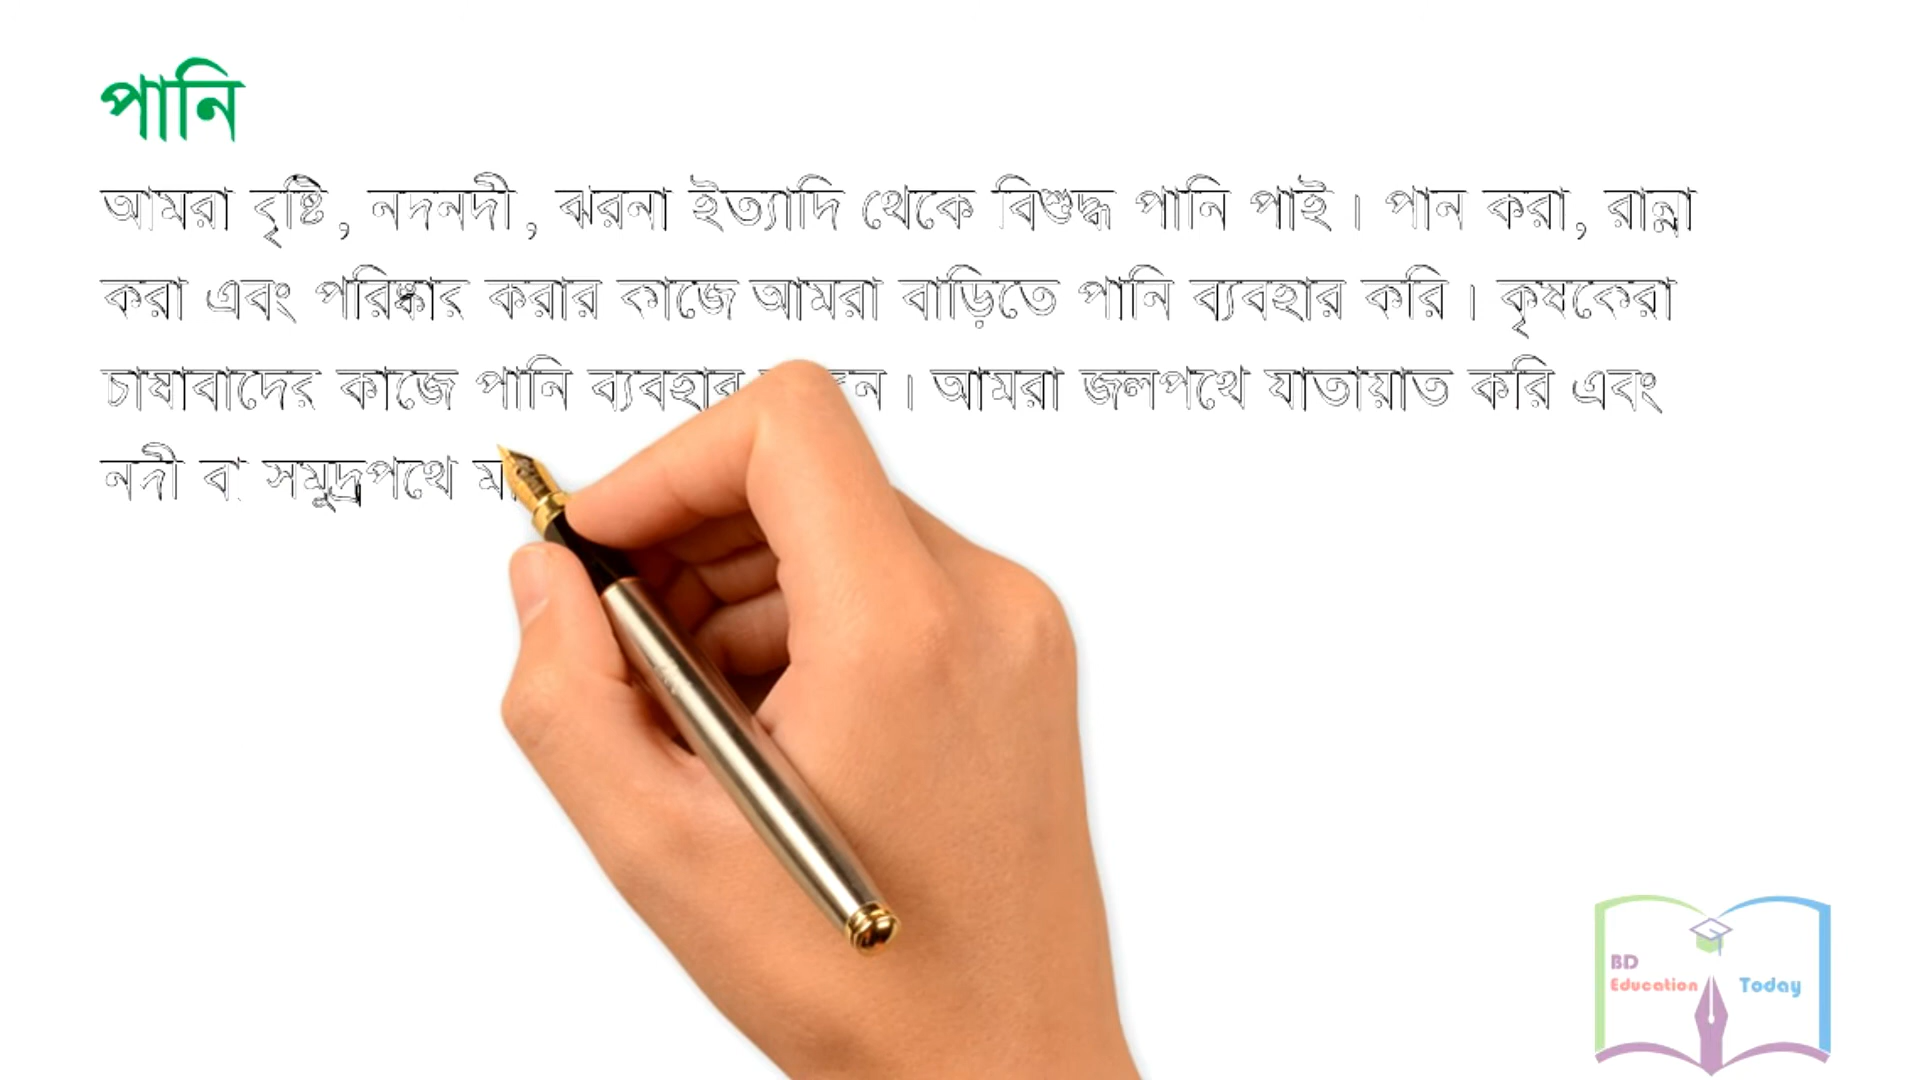 পানি
আমরা বৃষ্টি, নদনদী, ঝরনা ইত্যাদি থেকে বিশুদ্ধ পানি পাই। পান করা, রান্না
করা এবং পরিষ্কার করার কাজে আমরা বাড়িতে পানি ব্যবহার করি। কৃষকেরা
চাষাবাদের কাজে পানি ব্যবহার। আমরা জলপথে যাতায়াত করি এবং
নদী বা সমুদ্রপথে
BD
Education Today